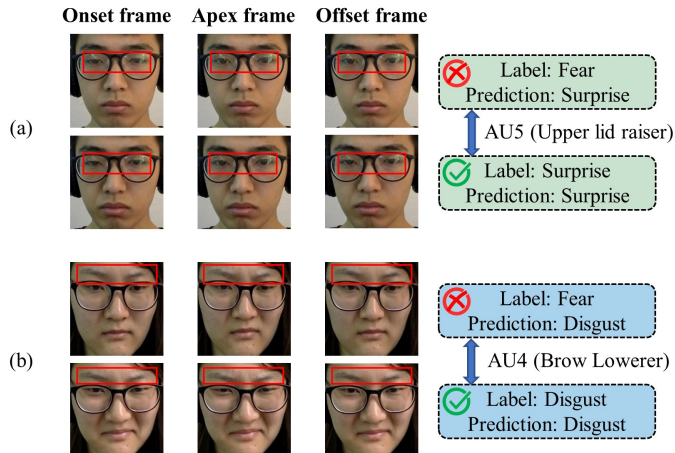 Onset frame Apex frame Offset frame
(a)
Label: Fear
Prediction: Surprise
AU5 (Upper lid raiser)
Label: Surprise
Prediction: Surprise
(b)
Label: Fear
Prediction: Disgust
AU4 (Brow Lowerer)
Label: Disgust
Prediction: Disgust